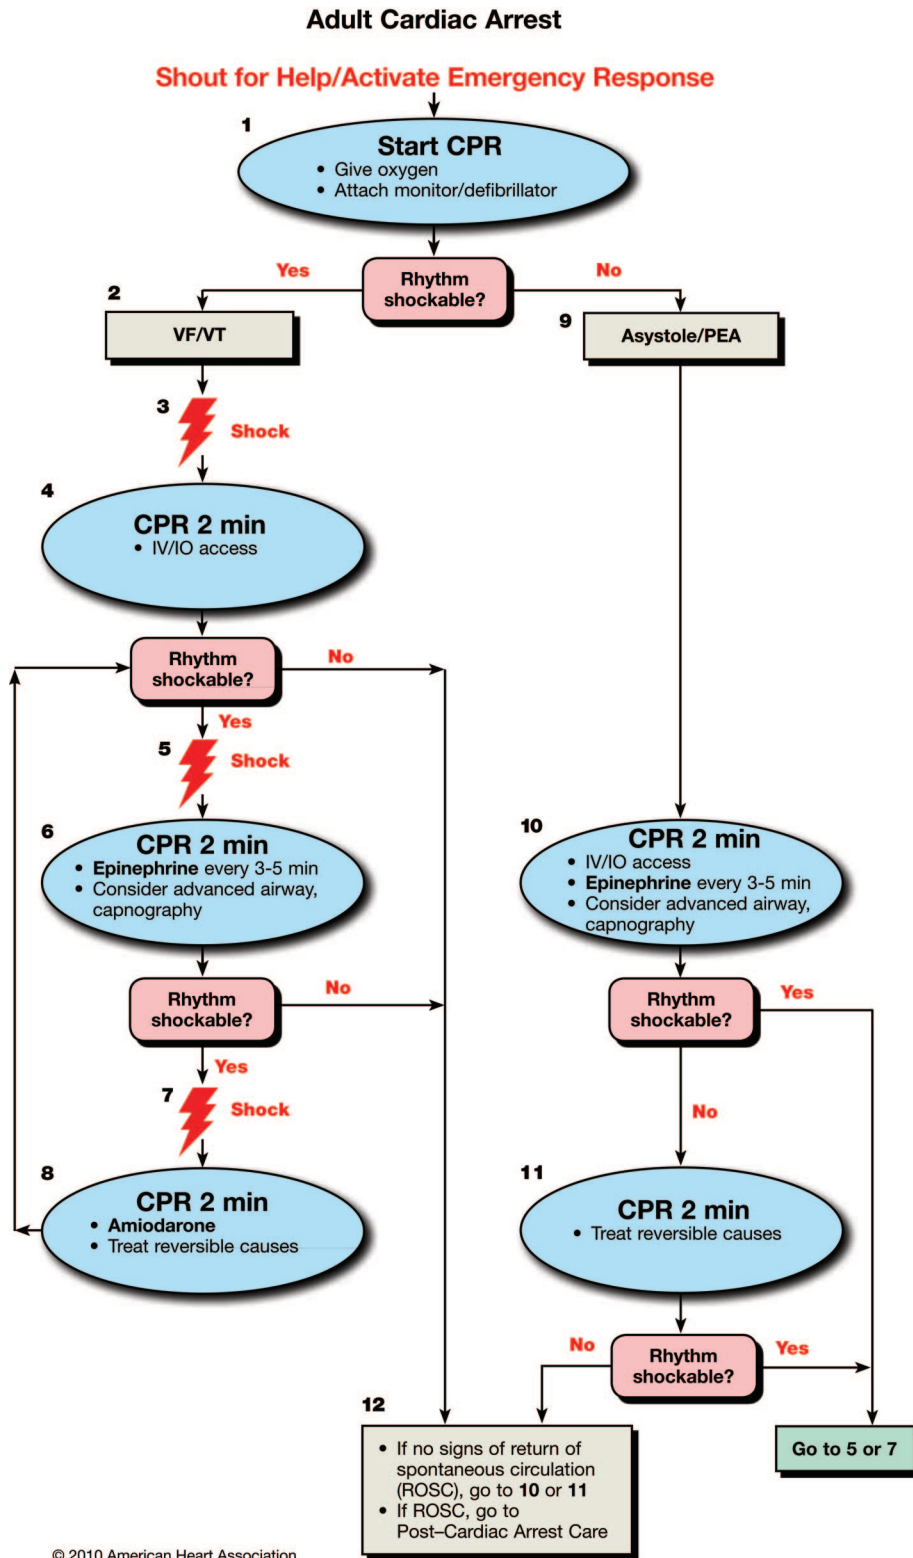 Adult Cardiac Arrest
Shout for Help/Activate Emergency Response
1
Start CPR
• Give oxygen
• Attach monitor/defibrillator
Rhythm
shockable?
Yes
No
2
VF/VT
9
Asystole/PEA
3
Shock
4
CPR 2 min
• IV/IO access
Rhythm
shockable?
No
Yes
5
Shock
6
CPR 2 min
• Epinephrine every 3-5 min
• Consider advanced airway,
capnography
10
CPR 2 min
• IV/IO access
• Epinephrine every 3-5 min
• Consider advanced airway,
capnography
Rhythm
shockable?
No
Yes
Rhythm
shockable?
Yes
No
7
Shock
8
CPR 2 min
• Amiodarone
• Treat reversible causes
11
CPR 2 min
• Treat reversible causes
Rhythm
shockable?
No
Yes
12
• If no signs of return of
spontaneous circulation
(ROSC), go to 10 or 11
• If ROSC, go to
Post–Cardiac Arrest Care
Go to 5 or 7
© 2010 American Heart Association